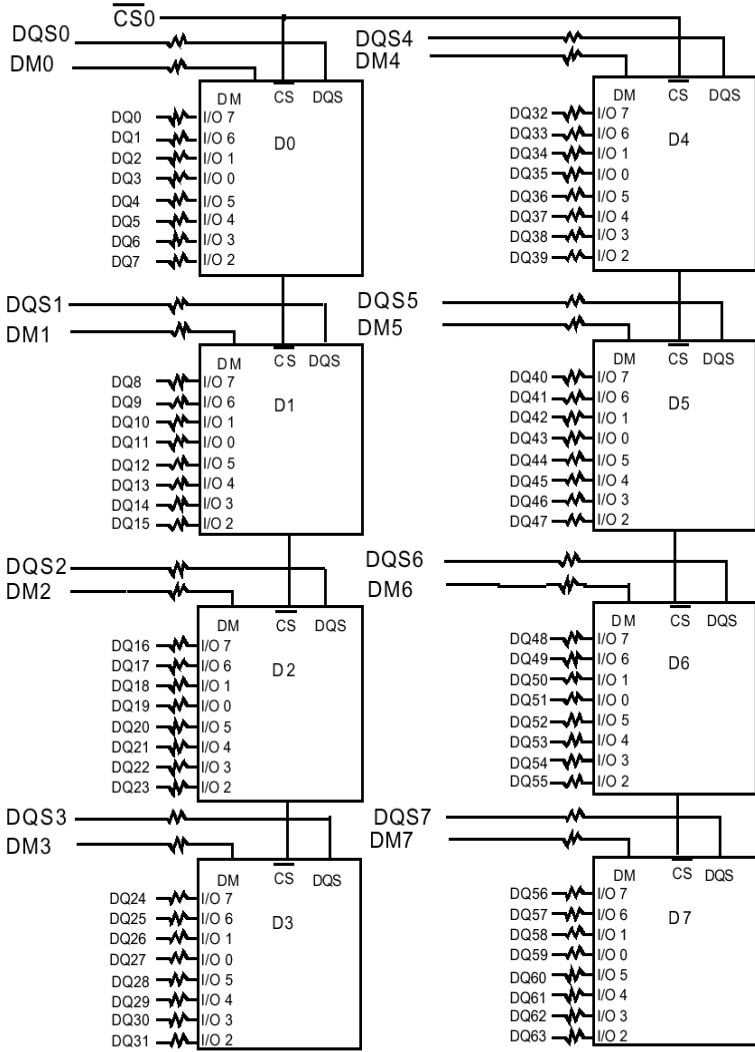 CS0
DQS0
DM0
DM CS DQS
D0
DQ0 I/O 7
DQ1 I/O 6
DQ2 I/O 1
DQ3 I/O 0
DQ4 I/O 5
DQ5 I/O 4
DQ6 I/O 3
DQ7 I/O 2
DQS1
DM1
DM CS DQS
D1
DQ8 I/O 7
DQ9 I/O 6
DQ10 I/O 1
DQ11 I/O 0
DQ12 I/O 5
DQ13 I/O 4
DQ14 I/O 3
DQ15 I/O 2
DQS2
DM2
DM CS DQS
D2
DQ16 I/O 7
DQ17 I/O 6
DQ18 I/O 1
DQ19 I/O 0
DQ20 I/O 5
DQ21 I/O 4
DQ22 I/O 3
DQ23 I/O 2
DQS3
DM3
DM CS DQS
D3
DQ24 I/O 7
DQ25 I/O 6
DQ26 I/O 1
DQ27 I/O 0
DQ28 I/O 5
DQ29 I/O 4
DQ30 I/O 3
DQ31 I/O 2
DQS4
DM4
DM CS DQS
D4
DQ32 I/O 7
DQ33 I/O 6
DQ34 I/O 1
DQ35 I/O 0
DQ36 I/O 5
DQ37 I/O 4
DQ38 I/O 3
DQ39 I/O 2
DQS5
DM5
DM CS DQS
D5
DQ40 I/O 7
DQ41 I/O 6
DQ42 I/O 1
DQ43 I/O 0
DQ44 I/O 5
DQ45 I/O 4
DQ46 I/O 3
DQ47 I/O 2
DQS6
DM6
DM CS DQS
D6
DQ48 I/O 7
DQ49 I/O 6
DQ50 I/O 1
DQ51 I/O 0
DQ52 I/O 5
DQ53 I/O 4
DQ54 I/O 3
DQ55 I/O 2
DQS7
DM7
DM CS DQS
D7
DQ56 I/O 7
DQ57 I/O 6
DQ58 I/O 1
DQ59 I/O 0
DQ60 I/O 5
DQ61 I/O 4
DQ62 I/O 3
DQ63 I/O 2